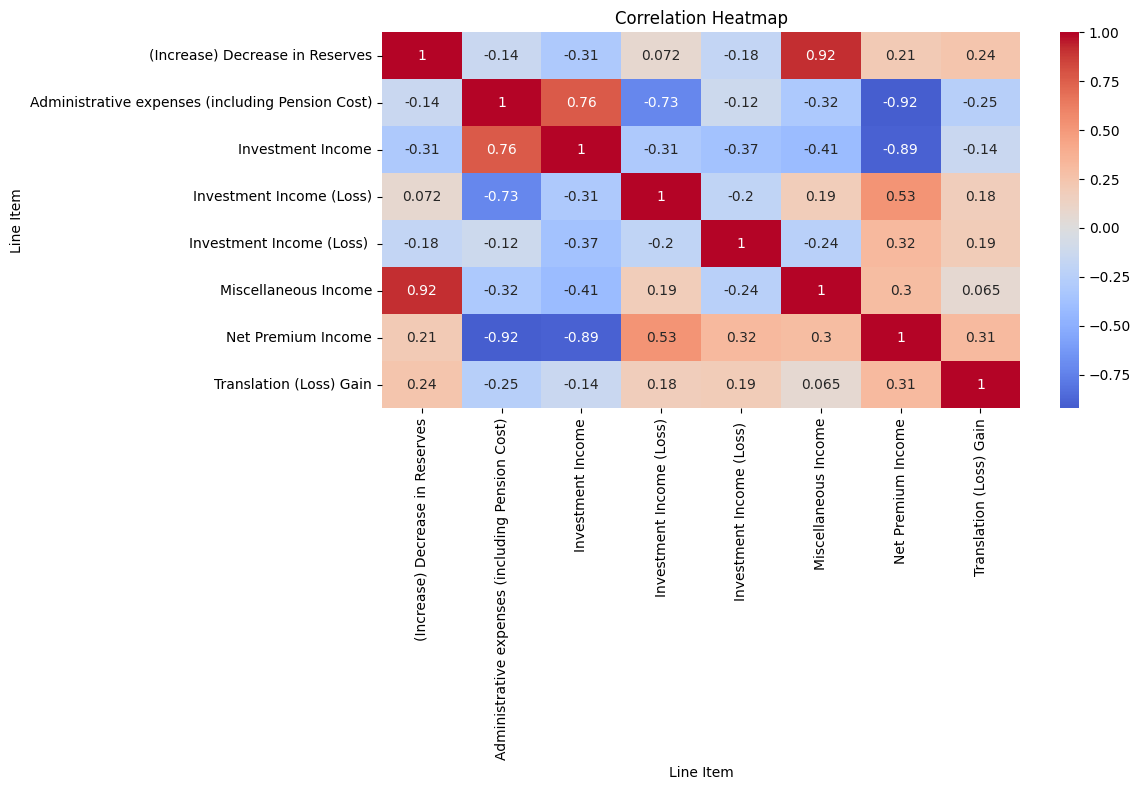 Correlation Heatmap
(Increase) Decrease in Reserves 1 -0.14 -0.31 0.072 -0.18 0.92 0.21 0.24
Administrative expenses (including Pension Cost) -0.14 1 0.76 -0.73 -0.12 -0.32 -0.92 -0.25
Investment Income -0.31 0.76 1 -0.31 -0.37 -0.41 -0.89 -0.14
Investment Income (Loss) 0.072 -0.73 -0.31 1 -0.2 0.19 0.53 0.18
Investment Income (Loss) -0.18 -0.12 -0.37 -0.2 1 -0.24 0.32 0.19
Miscellaneous Income 0.92 -0.32 -0.41 0.19 -0.24 1 0.3 0.065
Net Premium Income 0.21 -0.92 -0.89 0.53 0.32 0.3 1 0.31
Translation (Loss) Gain 0.24 -0.25 -0.14 0.18 0.19 0.065 0.31 1
Line Item
(Increase) Decrease in Reserves
Administrative expenses (including Pension Cost)
Investment Income
Investment Income (Loss)
Investment Income (Loss)
Miscellaneous Income
Net Premium Income
Translation (Loss) Gain
Line Item
1.00
0.75
0.50
0.25
0.00
−0.25
−0.50
−0.75